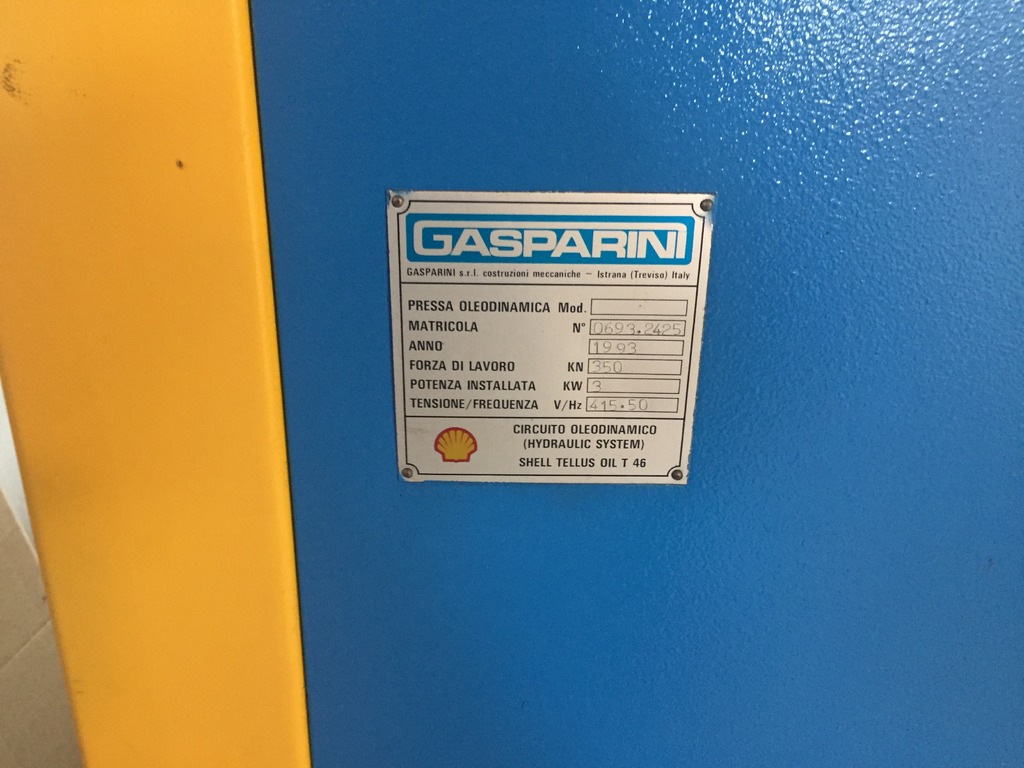 GASPARINI
GASPARINI s.r.l. costruzioni meccaniche - Istrana (Treviso) Italy
PRESSA OLEODINAMICA Mod.
MATRICOLA N° 0693.2425
ANNO 1993
FORZA DI LAVORO KN 350
POTENZA INSTALLATA KW 3
TENSIONE/FREQUENZA V/Hz 415.50
CIRCUITO OLEODINAMICO
(HYDRAULIC SYSTEM)
SHELL TELLUS OIL T 46